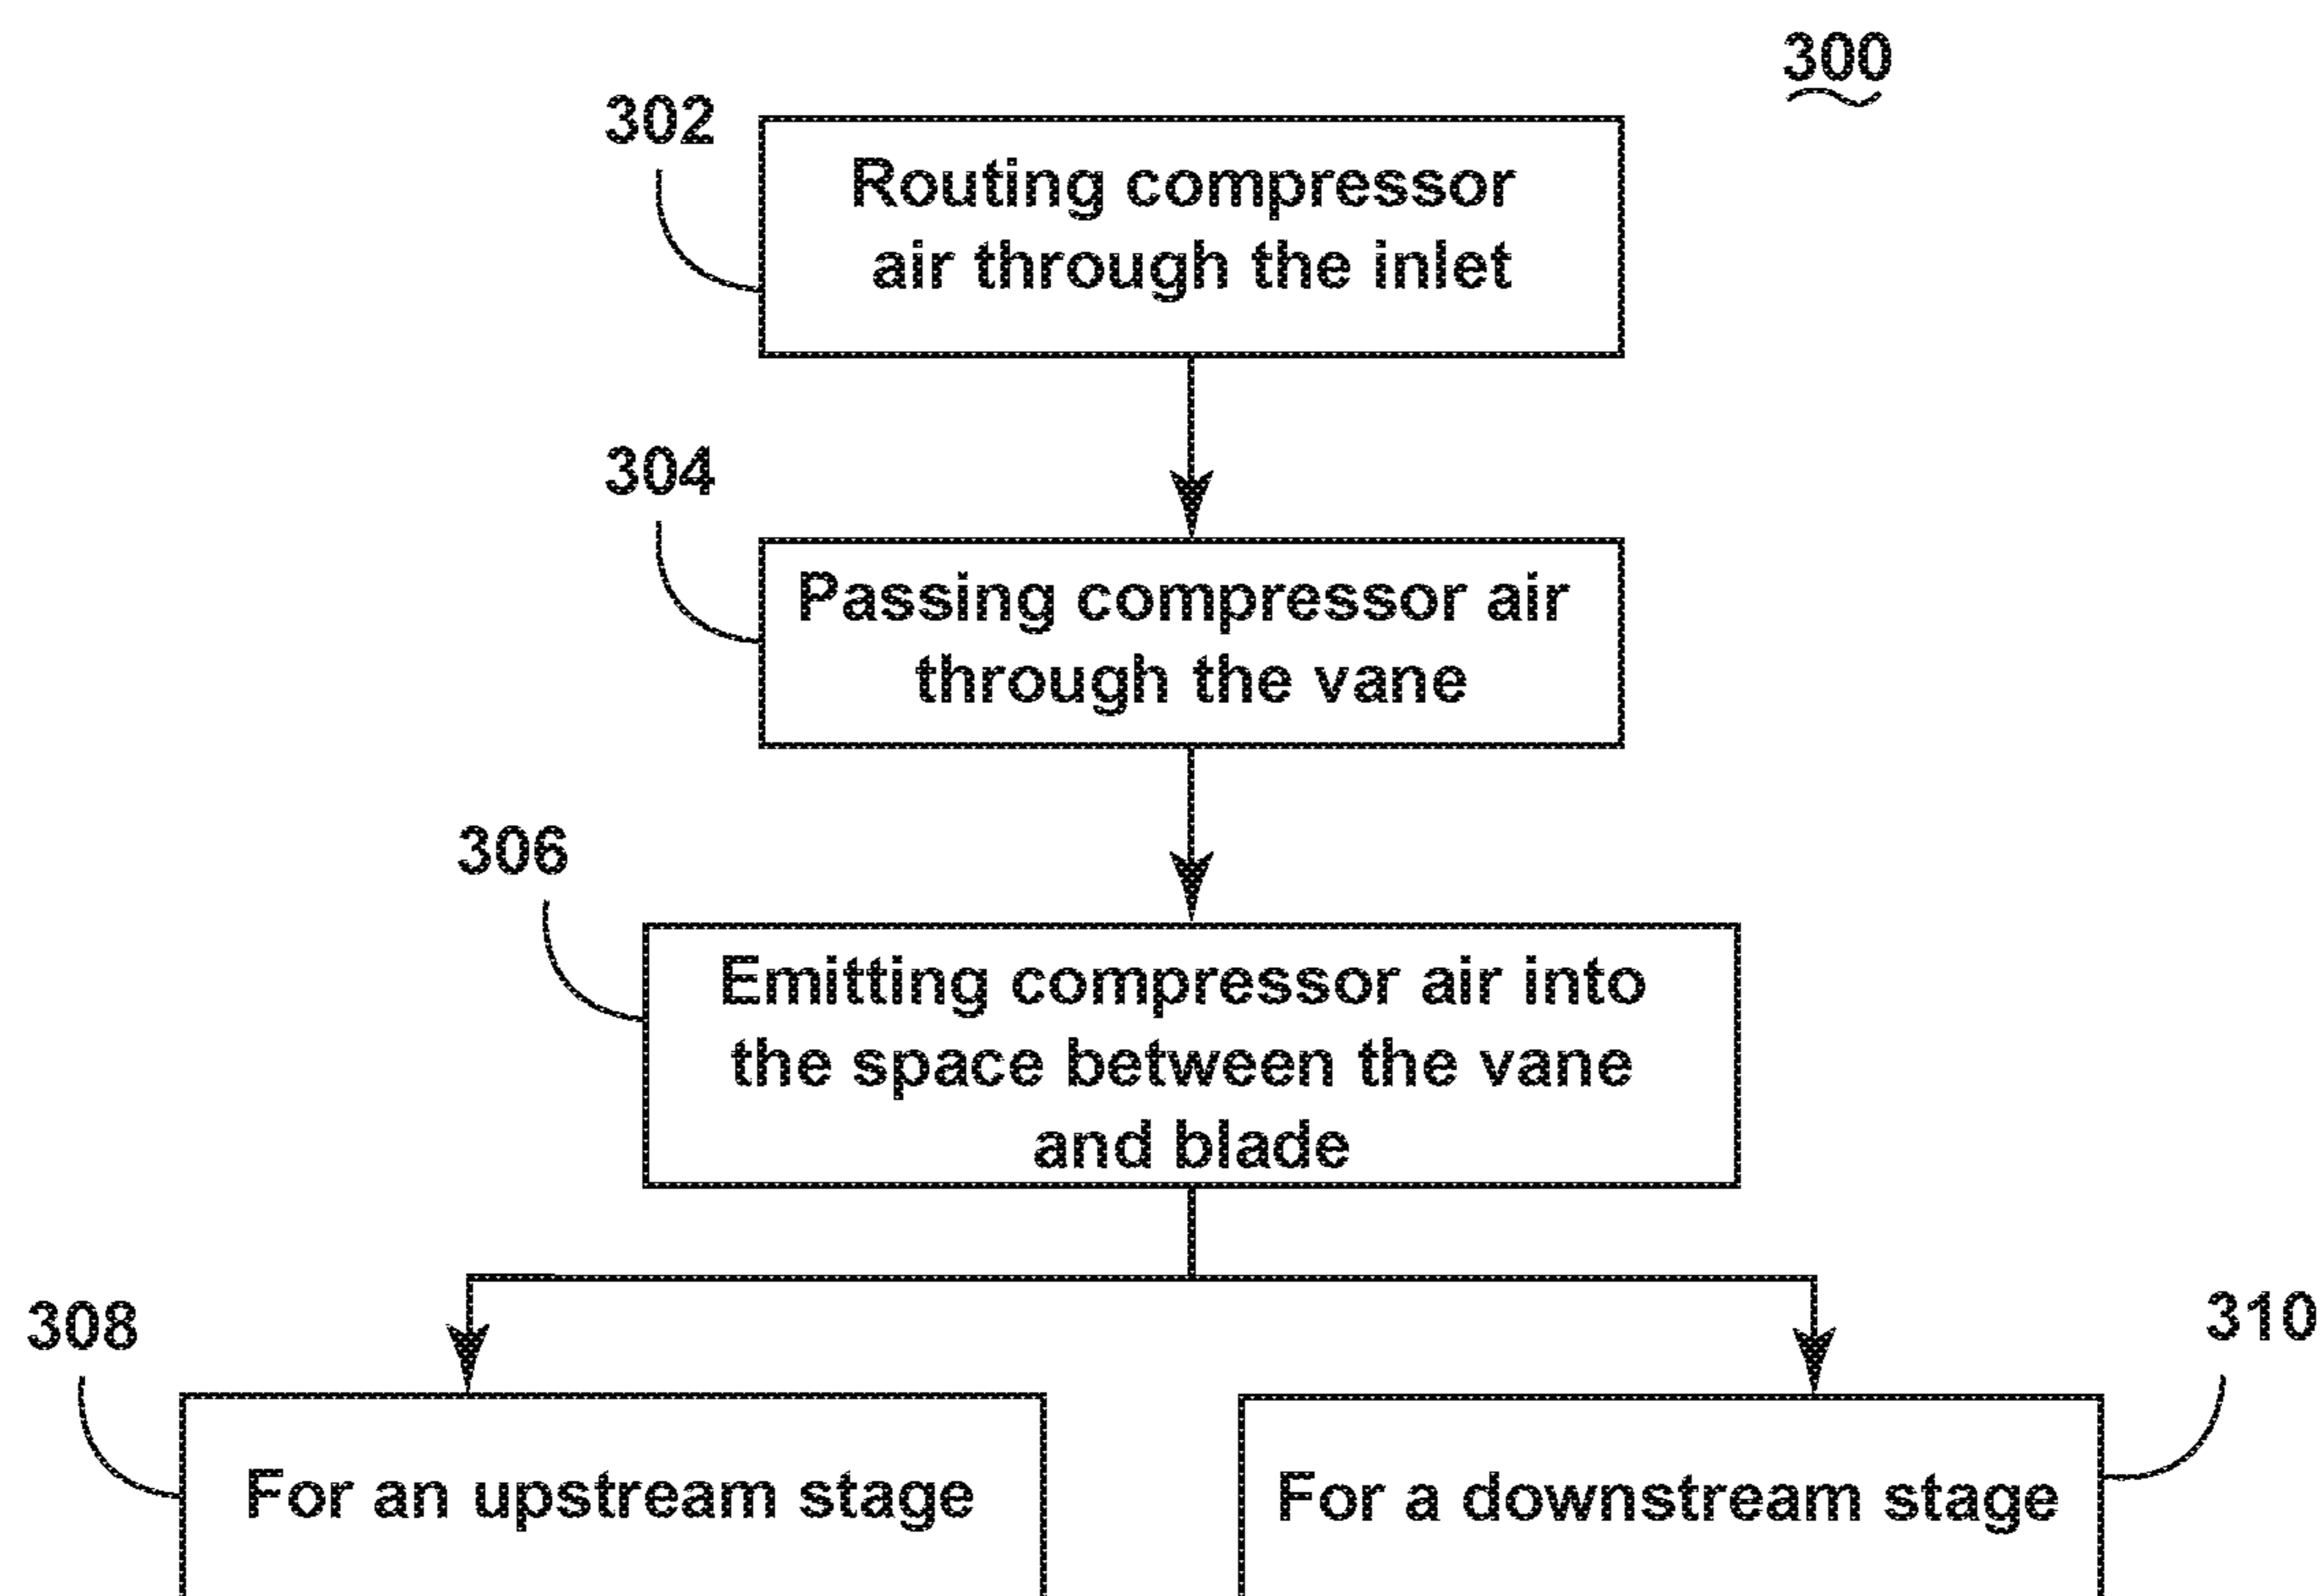 300
302
Routing compressor
air through the inlet
304
Passing compressor air
through the vane
306
Emitting compressor air into
the space between the vane
and blade
308
310
For an upstream stage
For a downstream stage